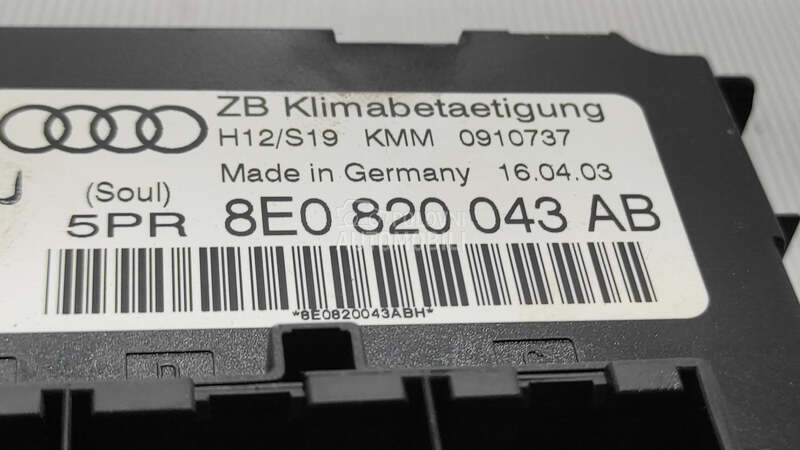 ZB Klimabetaetigung
H12/S19 KMM 0910737
Made in Germany 16.04.03
(Soul)
5PR 8E0 820 043 AB
*8E0820043ABH*